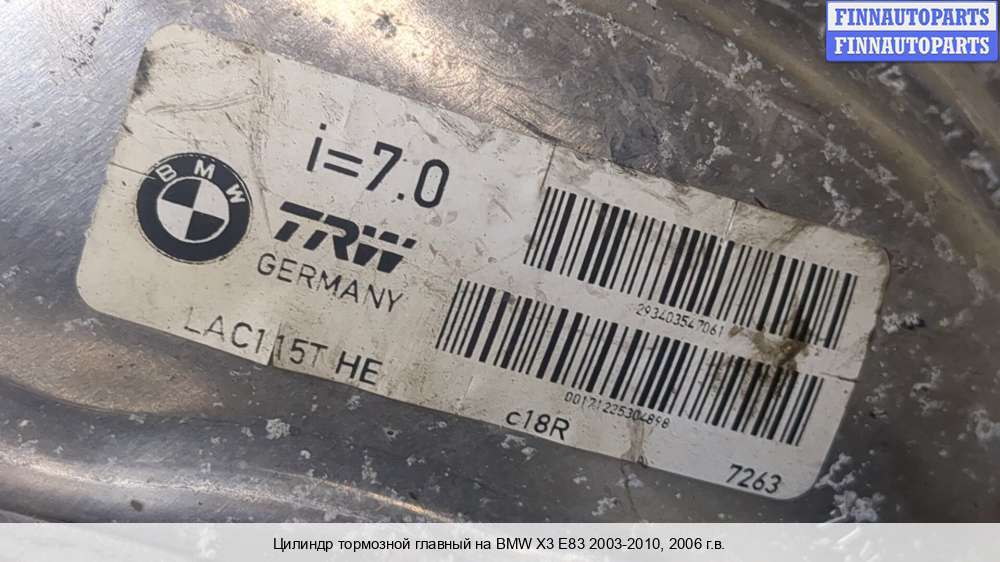 FINNAUTOPARTS
FINNAUTOPARTS
i=7.0
BMW
TRW
GERMANY
LAC115T HE
293403547061
00171225304898
c18R
7263
Цилиндр тормозной главный на BMW X3 E83 2003-2010, 2006 г.в.